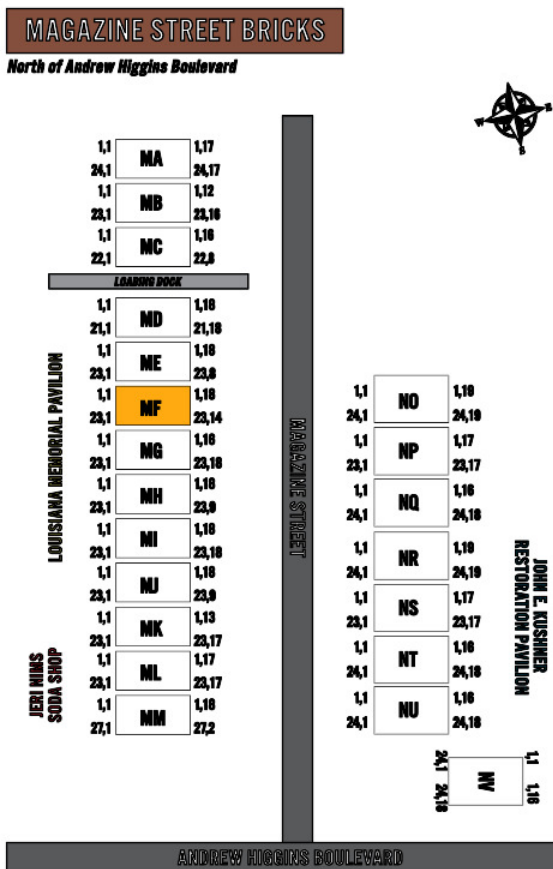 MAGAZINE STREET BRICKS
North of Andrew Higgins Boulevard
N
W
E
S
1,1 MA 1,17
24,1 24,17
1,1 MB 1,12
23,1 23,16
1,1 MC 1,16
22,1 22,8
LOADING DOCK
1,1 MD 1,18
21,1 21,18
1,1 ME 1,18
23,1 23,8
1,1 MF 1,18
23,1 23,14
1,1 MG 1,16
23,1 23,18
1,1 MH 1,18
23,1 23,9
1,1 MI 1,18
23,1 23,18
1,1 MJ 1,18
23,1 23,9
1,1 MK 1,13
23,1 23,17
1,1 ML 1,17
23,1 23,17
1,1 MM 1,18
27,1 27,2
LOUISIANA MEMORIAL PAVILION
JERI NIMS
SODA SHOP
MAGAZINE STREET
1,1 NO 1,19
24,1 24,19
1,1 NP 1,17
23,1 23,17
1,1 NQ 1,16
24,1 24,18
1,1 NR 1,19
24,1 24,19
1,1 NS 1,17
23,1 23,17
1,1 NT 1,16
24,1 24,18
1,1 NU 1,16
24,1 24,18
JOHN E. KUSHNER
RESTORATION PAVILION
1,1 NV 1,16
24,1 24,18
ANDREW HIGGINS BOULEVARD